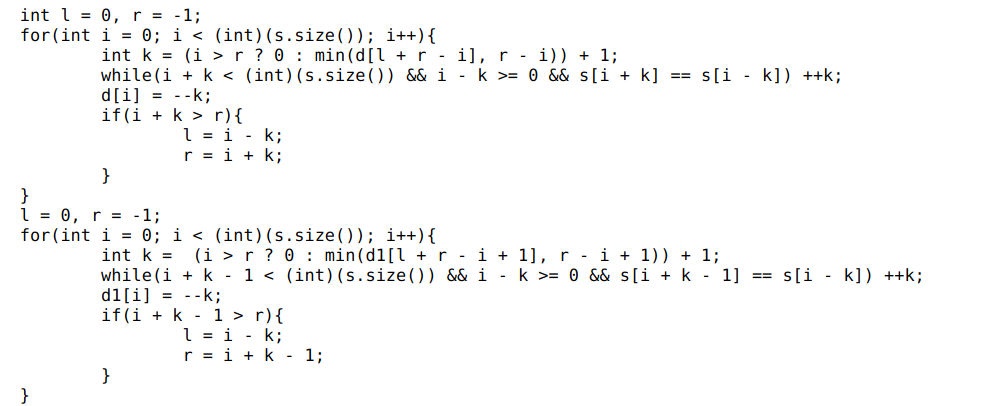 int l = 0, r = -1;
for(int i = 0; i < (int)(s.size()); i++){
        int k = (i > r ? 0 : min(d[l + r - i], r - i)) + 1;
        while(i + k < (int)(s.size()) && i - k >= 0 && s[i + k] == s[i - k]) ++k;
        d[i] = --k;
        if(i + k > r){
                l = i - k;
                r = i + k;
        }
}
l = 0, r = -1;
for(int i = 0; i < (int)(s.size()); i++){
        int k =  (i > r ? 0 : min(d1[l + r - i + 1], r - i + 1)) + 1;
        while(i + k - 1 < (int)(s.size()) && i - k >= 0 && s[i + k - 1] == s[i - k]) ++k;
        d1[i] = --k;
        if(i + k - 1 > r){
                l = i - k;
                r = i + k - 1;
        }
}